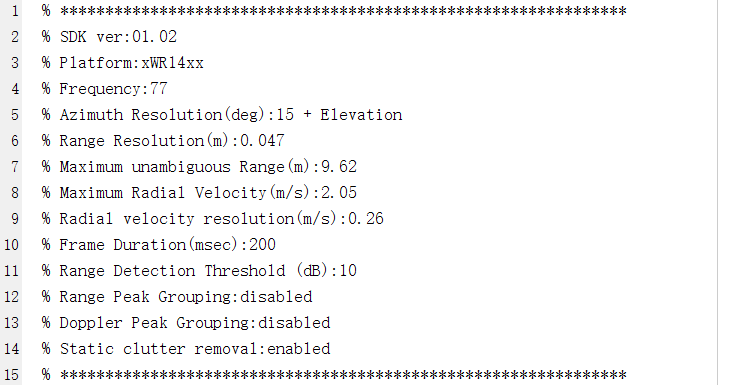 1 % ***************************************************************
2 % SDK ver:01.02
3 % Platform:xWR14xx
4 % Frequency:77
5 % Azimuth Resolution(deg):15 + Elevation
6 % Range Resolution(m):0.047
7 % Maximum unambiguous Range(m):9.62
8 % Maximum Radial Velocity(m/s):2.05
9 % Radial velocity resolution(m/s):0.26
10 % Frame Duration(msec):200
11 % Range Detection Threshold (dB):10
12 % Range Peak Grouping:disabled
13 % Doppler Peak Grouping:disabled
14 % Static clutter removal:enabled
15 % ***************************************************************